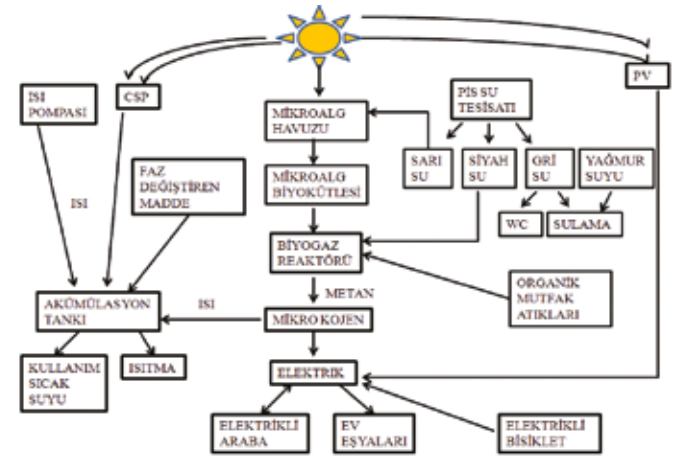 PV
ISI
POMPASI
CSP
PİS SU
TESİSATI
MİKROALG
HAVUZU
SARI
SU
SİYAH
SU
GRİ
SU
YAĞMUR
SUYU
FAZ
DEĞİŞTİREN
MADDE
MİKROALG
BİYOKÜTLESİ
ISI
WC
SULAMA
BİYOGAZ
REAKTÖRÜ
ORGANİK
MUTFAK
ATIKLARI
METAN
AKÜMÜLASYON
TANKI
ISI
MİKRO KOJEN
KULLANIM
SICAK
SUYU
ISITMA
ELEKTRİK
ELEKTRİKLİ
ARABA
EV
EŞYALARI
ELEKTRİKLİ
BİSİKLET